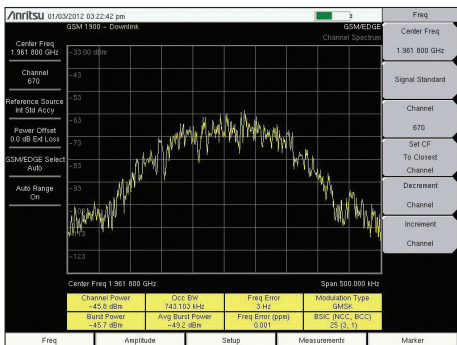 Anritsu 01/03/2012 03:22:42 pm
GSM 1900 - Downlink
GSM/EDGE
Channel Spectrum
Center Freq
1.961 800 GHz
Channel
670
Reference Source
Int Std Accy
Power Offset
0.0 dB Ext Loss
GSM/EDGE Select
Auto
Auto Range
On
-33.00 dBm
-43
-53
-63
-73
-83
-93
-123
Center Freq 1.961 800 GHz
Span 500.000 kHz
Channel Power
-45.8 dBm
Occ BW
743.103 kHz
Freq Error
3 Hz
Modulation Type
GMSK
Burst Power
-45.7 dBm
Avg Burst Power
-49.2 dBm
Freq Error (ppm)
0.001
BSIC (NCC, BCC)
25 (3, 1)
Freq
Center Freq
1.961 800 GHz
Signal Standard
Channel
670
Set CF
To Closest
Channel
Decrement
Channel
Increment
Channel
Freq
Amplitude
Setup
Measurements
Marker